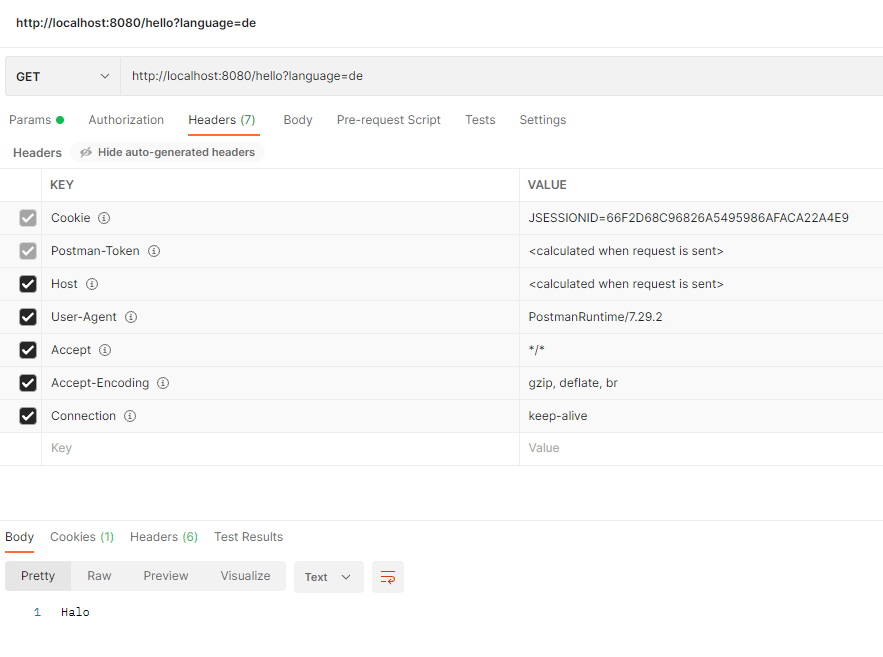 http://localhost:8080/hello?language=de
GET http://localhost:8080/hello?language=de
Params Authorization Headers (7) Body Pre-request Script Tests Settings
Headers Hide auto-generated headers
KEY VALUE
Cookie JSESSIONID=66F2D68C96826A5495986AFACA22A4E9
Postman-Token <calculated when request is sent>
Host <calculated when request is sent>
User-Agent PostmanRuntime/7.29.2
Accept */*
Accept-Encoding gzip, deflate, br
Connection keep-alive
Key Value
Body Cookies (1) Headers (6) Test Results
Pretty Raw Preview Visualize Text
1 Halo